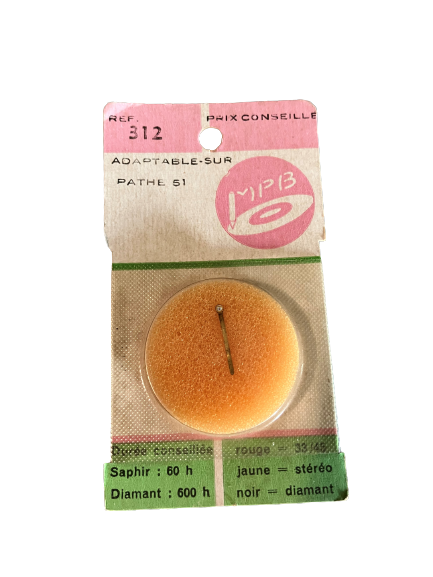 REF. PRIX CONSEILLE
312
ADAPTABLE-SUR
PATHE 51
MPB
Durée conseillée rouge = 33/45
Saphir : 60 h jaune = stéréo
Diamant : 600 h noir = diamant